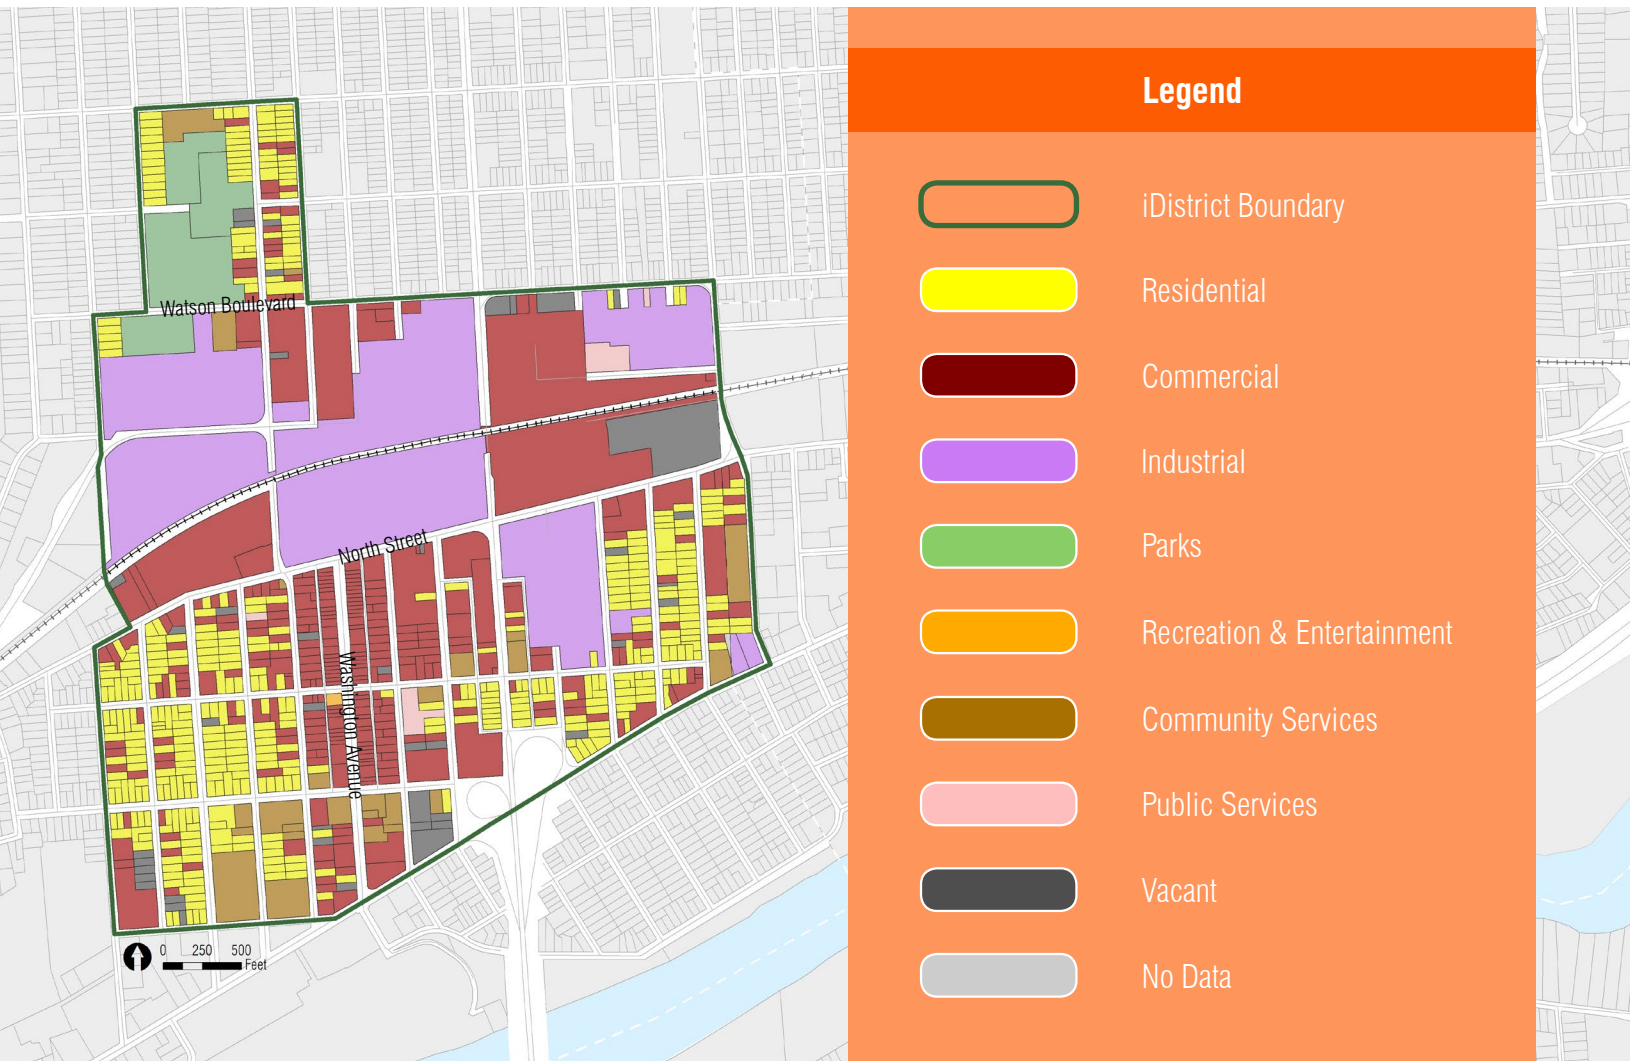 Legend
iDistrict Boundary
Residential
Commercial
Industrial
Parks
Recreation & Entertainment
Community Services
Public Services
Vacant
No Data
Watson Boulevard
North Street
Washington Avenue
0 250 500
Feet